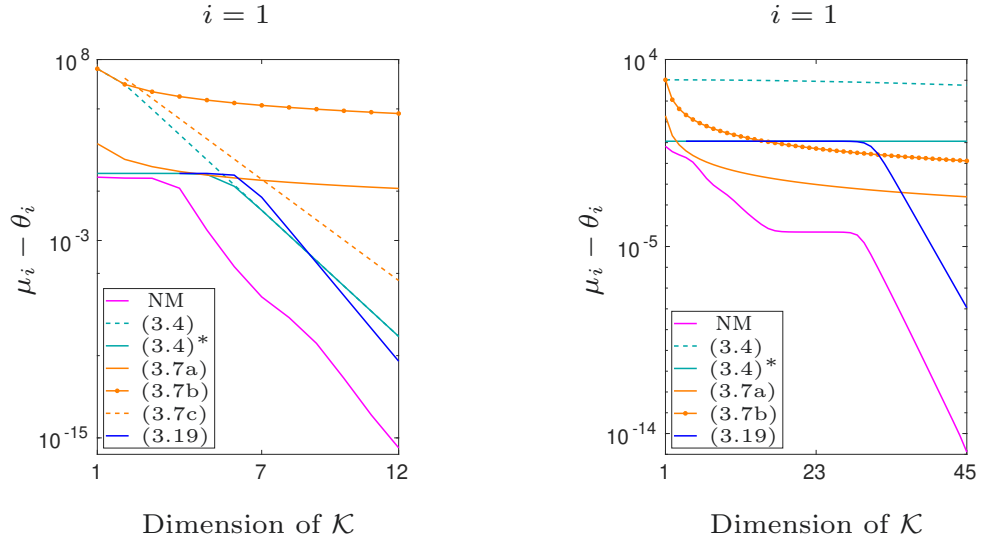 i = 1
10^8
10^-3
10^-15
μ_i − θ_i
NM
(3.4)
(3.4)*
(3.7a)
(3.7b)
(3.7c)
(3.19)
1
7
12
Dimension of 𝒦
i = 1
10^4
10^-5
10^-14
μ_i − θ_i
NM
(3.4)
(3.4)*
(3.7a)
(3.7b)
(3.19)
1
23
45
Dimension of 𝒦